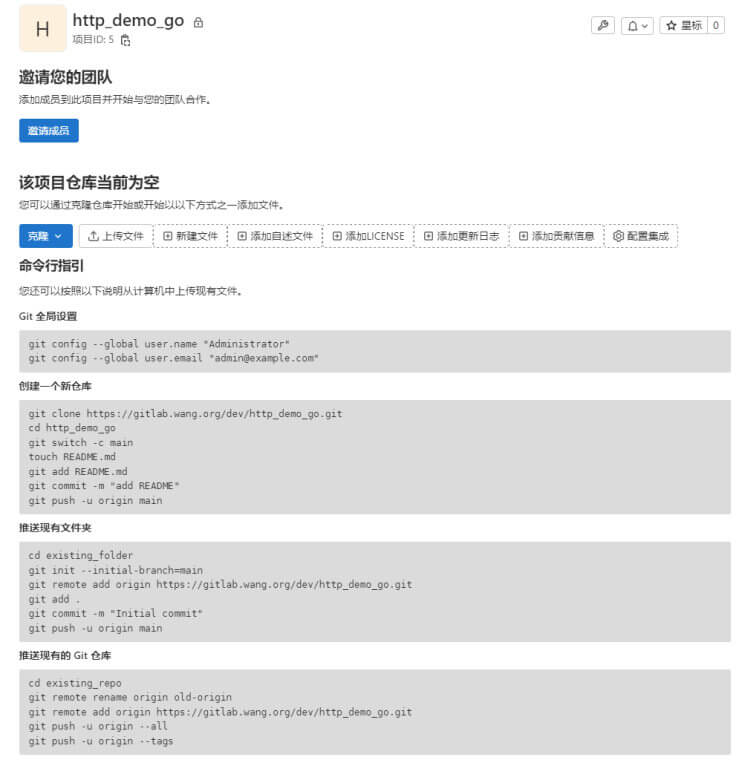 H
http_demo_go
项目ID: 5
星标 0
邀请您的团队
添加成员到此项目并开始与您的团队合作。
邀请成员
该项目仓库当前为空
您可以通过克隆仓库开始或开始以以下方式之一添加文件。
克隆 上传文件 新建文件 添加自述文件 添加LICENSE 添加更新日志 添加贡献信息 配置集成
命令行指引
您还可以按照以下说明从计算机中上传现有文件。
Git 全局设置
git config --global user.name "Administrator"
git config --global user.email "admin@example.com"
创建一个新仓库
git clone https://gitlab.wang.org/dev/http_demo_go.git
cd http_demo_go
git switch -c main
touch README.md
git add README.md
git commit -m "add README"
git push -u origin main
推送现有文件夹
cd existing_folder
git init --initial-branch=main
git remote add origin https://gitlab.wang.org/dev/http_demo_go.git
git add .
git commit -m "Initial commit"
git push -u origin main
推送现有的 Git 仓库
cd existing_repo
git remote rename origin old-origin
git remote add origin https://gitlab.wang.org/dev/http_demo_go.git
git push -u origin --all
git push -u origin --tags